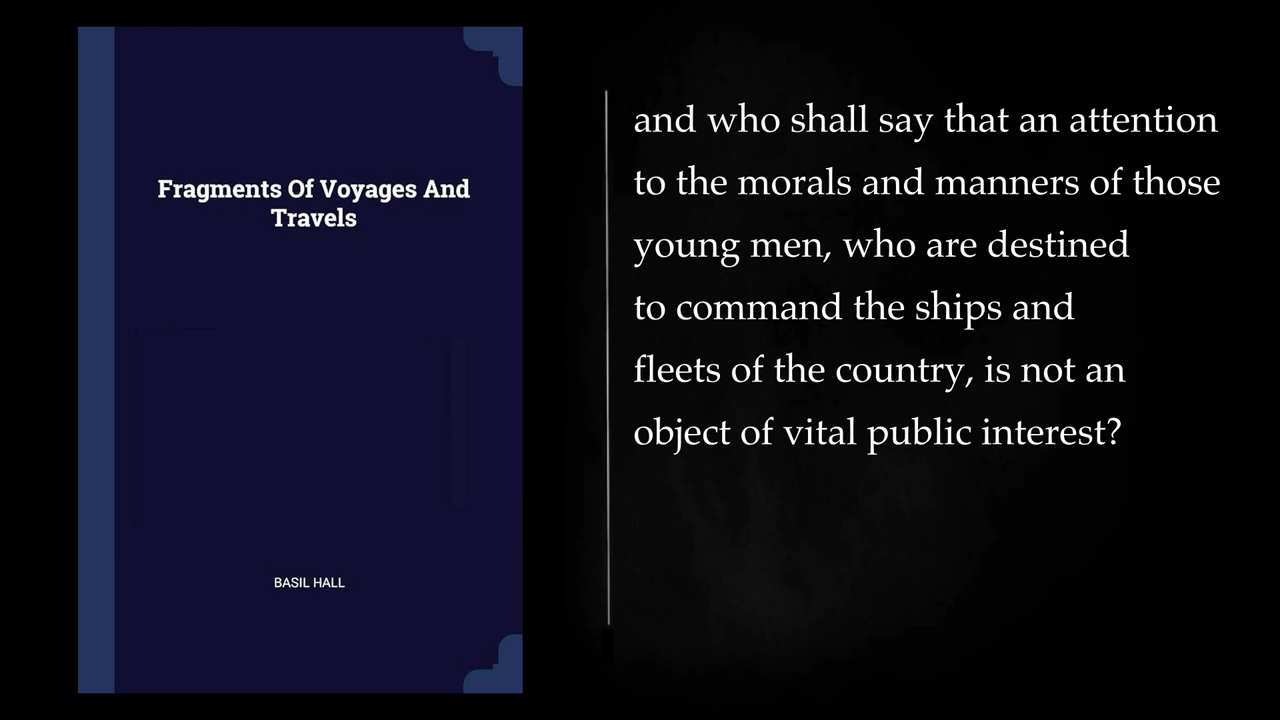 Fragments Of Voyages And
Travels
BASIL HALL
and who shall say that an attention
to the morals and manners of those
young men, who are destined
to command the ships and
fleets of the country, is not an
object of vital public interest?